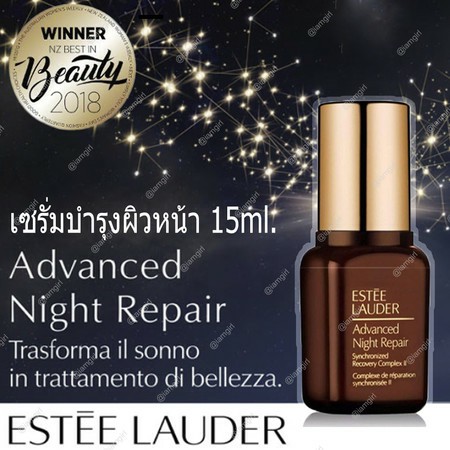 WINNER
NZ BEST IN
Beauty
2018
เซรั่มบำรุงผิวหน้า 15ml.
Advanced
Night Repair
Trasforma il sonno
in trattamento di bellezza.
ESTĒE LAUDER
ESTĒE
LAUDER
Advanced
Night Repair
Synchronized
Recovery Complex II
Complexe de réparation
synchronisée II
@iamgirl